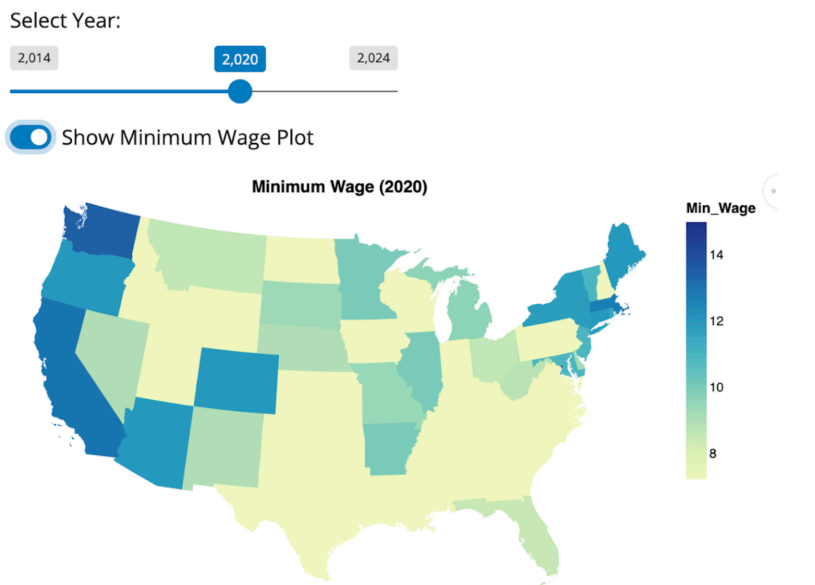 Select Year:
2,014 2,020 2,024
Show Minimum Wage Plot
Minimum Wage (2020)
Min_Wage
14
12
10
8